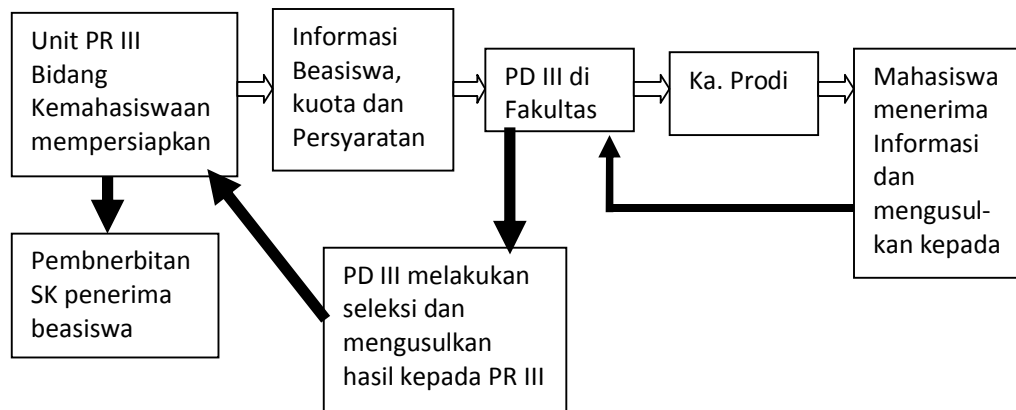 Unit PR III
Bidang
Kemahasiswaan
mempersiapkan
Informasi
Beasiswa,
kuota dan
Persyaratan
PD III di
Fakultas
Ka. Prodi
Mahasiswa
menerima
Informasi
dan
mengusul-
kan kepada
Pembnerbitan
SK penerima
beasiswa
PD III melakukan
seleksi dan
mengusulkan
hasil kepada PR III